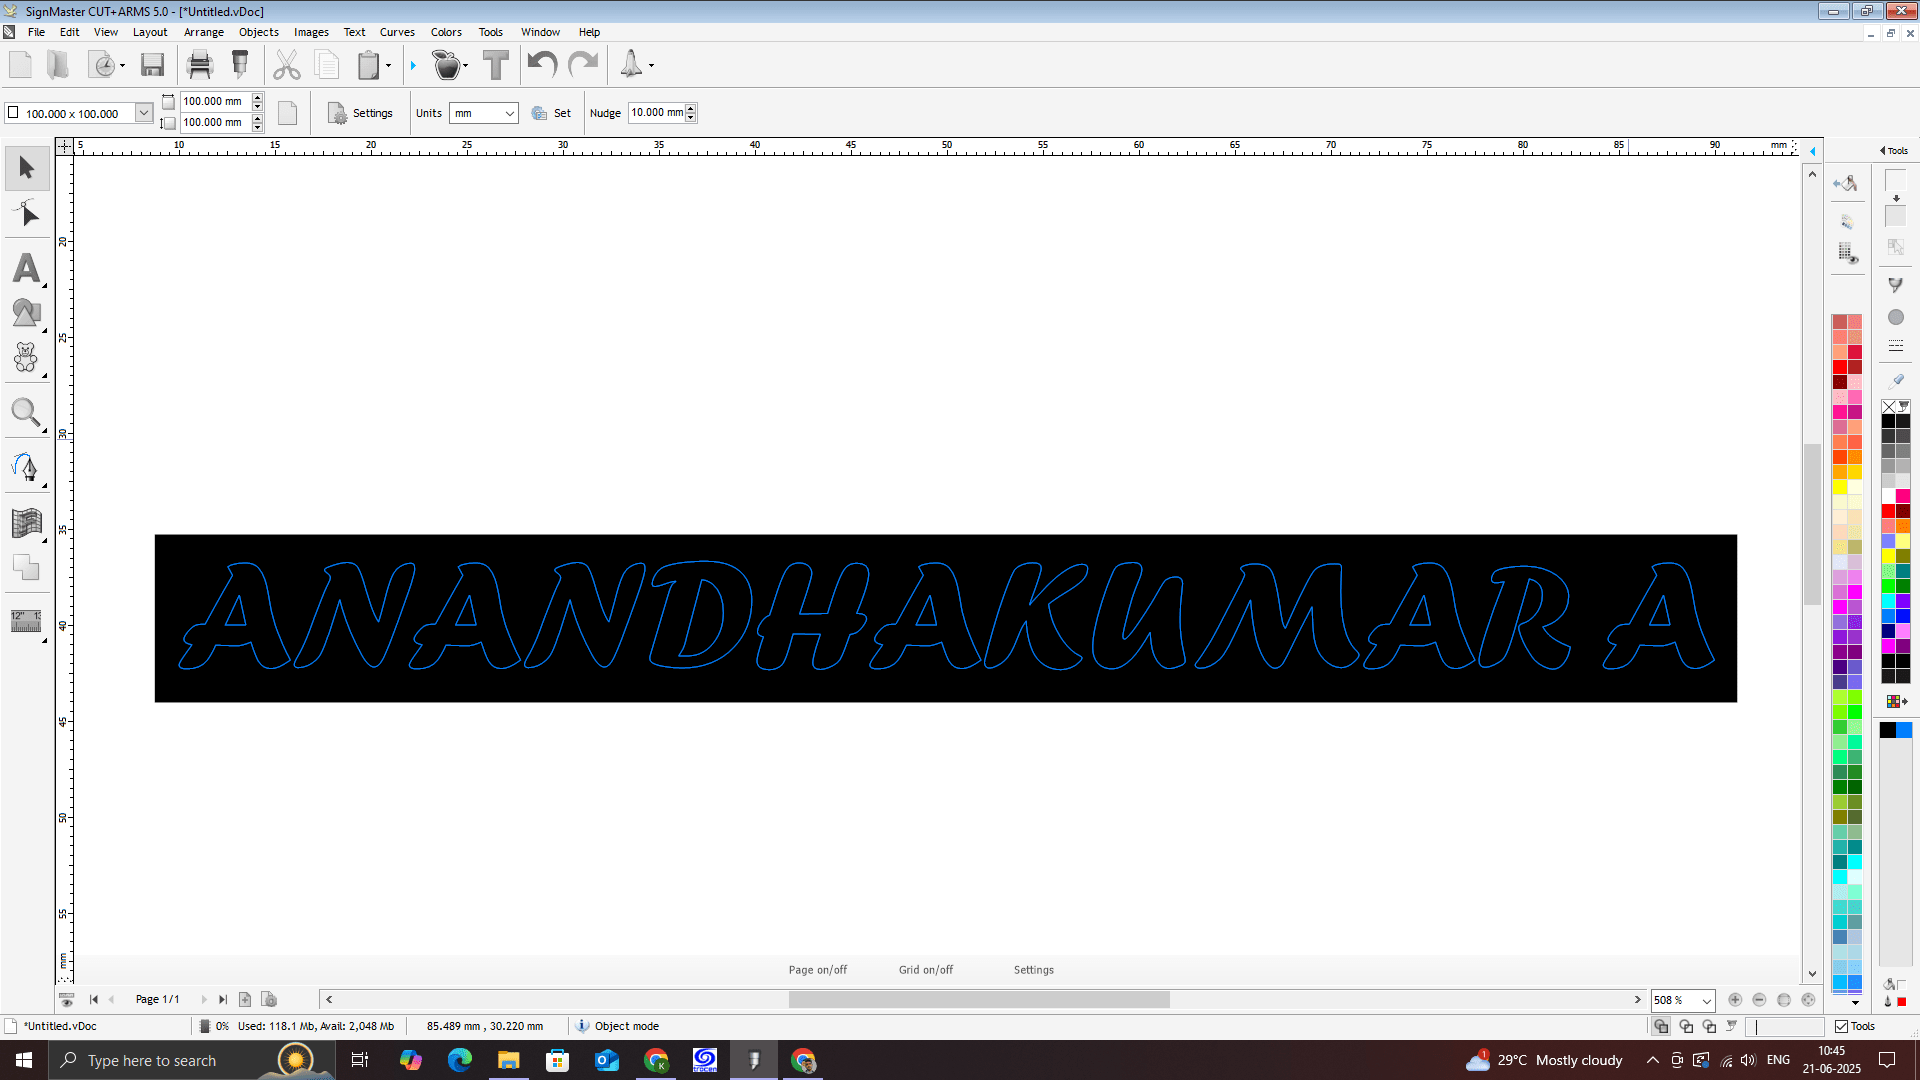 SignMaster CUT+ARMS 5.0 - [*Untitled.vDoc]
File Edit View Layout Arrange Objects Images Text Curves Colors Tools Window Help
100.000 x 100.000
100.000 mm
100.000 mm
Settings
Units mm
Set
Nudge 10.000 mm
5 10 15 20 25 30 35 40 45 50 55 60 65 70 75 80 85 90 mm
Tools
20
25
30
35
40
45
50
55
mm
ANANDHAKUMAR A
Page on/off Grid on/off Settings
Page 1/1
508 %
*Untitled.vDoc
0% Used: 118.1 Mb, Avail: 2,048 Mb
85.489 mm , 30.220 mm
Object mode
Tools
Type here to search
1
29°C Mostly cloudy
ENG
10:45
21-06-2025